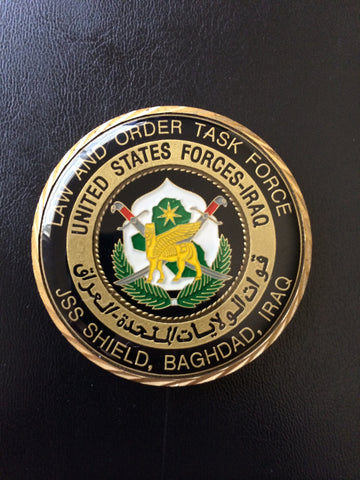 LAW AND ORDER TASK FORCE
UNITED STATES FORCES-IRAQ
قوات الولايات المتحدة-العراق
JSS SHIELD, BAGHDAD, IRAQ